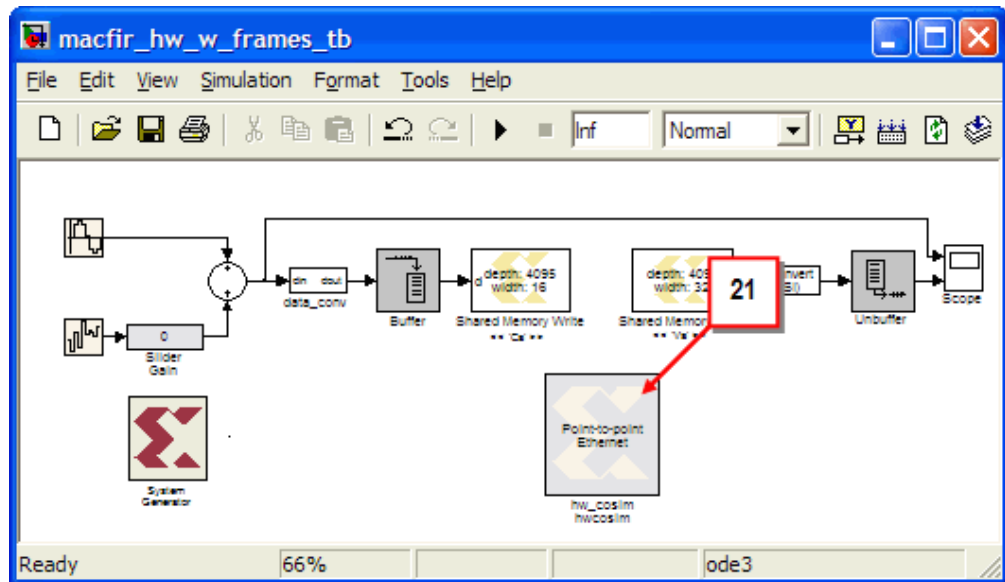 macfir_hw_w_frames_tb
File Edit View Simulation Format Tools Help
Inf Normal
din dout
data_conv
Buffer
d
depth: 4095
width: 16
Shared Memory Write
depth:
width: 32
Shared Memory
21
Unbuffer
Scope
0
Slider
Gain
System
Generator
Point-to-point
Ethernet
hw_cosim
hwcosim
Ready 66% ode3